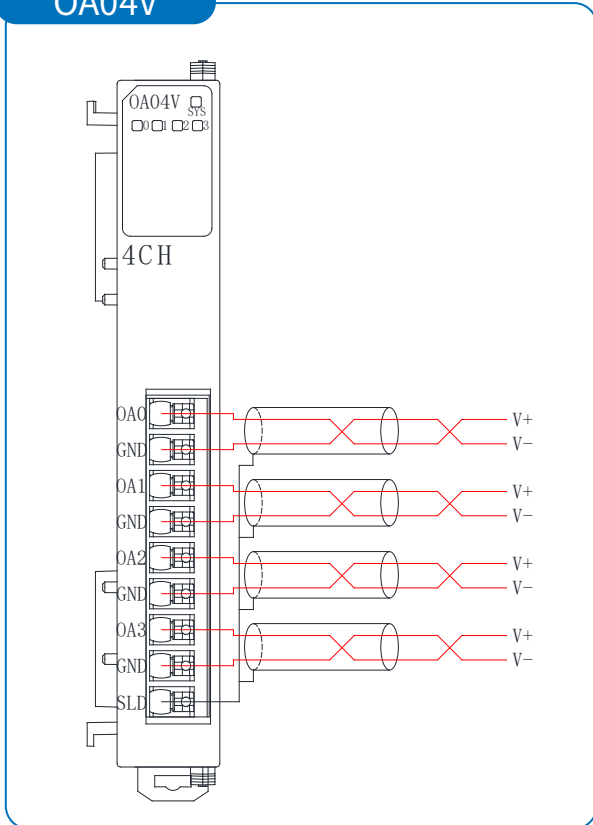 OA04V
OA04V
SYS
0 1 2 3
4CH
OA0
V+
GND
V-
OA1
V+
GND
V-
OA2
V+
GND
V-
OA3
V+
GND
V-
SLD